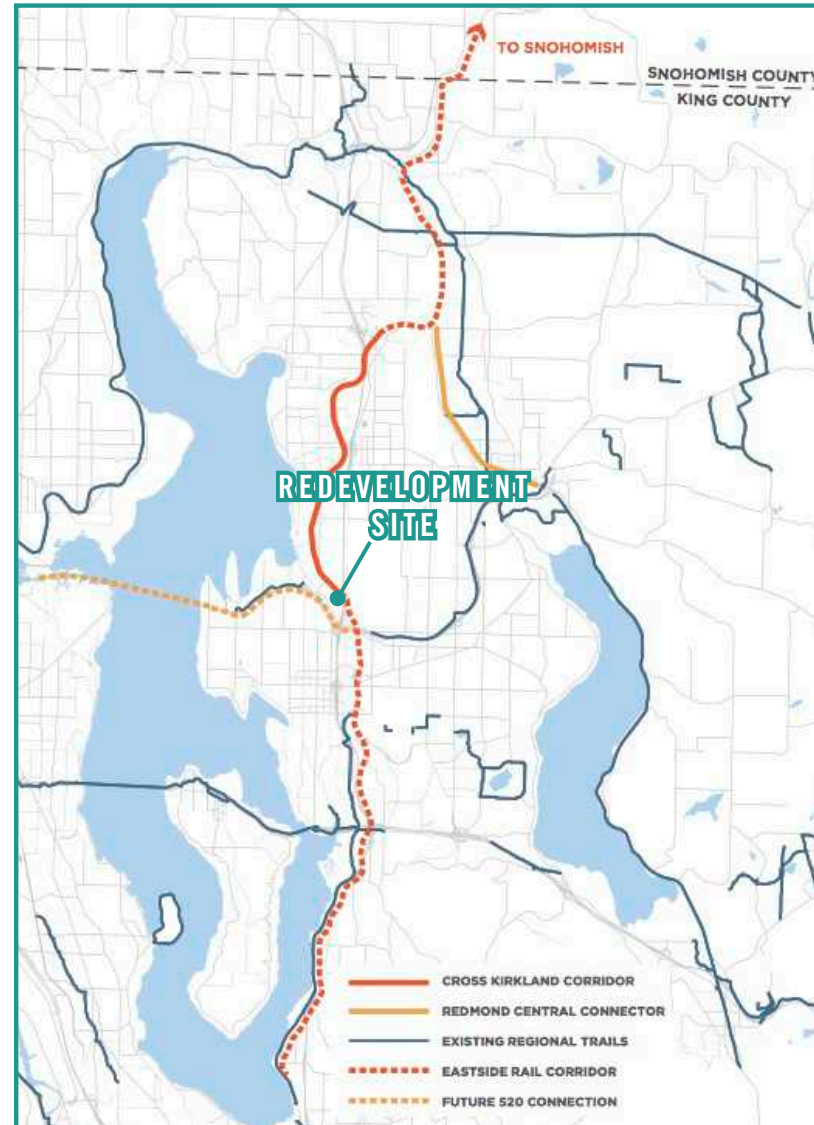 TO SNOHOMISH
SNOHOMISH COUNTY
KING COUNTY
REDEVELOPMENT
SITE
CROSS KIRKLAND CORRIDOR
REDMOND CENTRAL CONNECTOR
EXISTING REGIONAL TRAILS
EASTSIDE RAIL CORRIDOR
FUTURE 520 CONNECTION